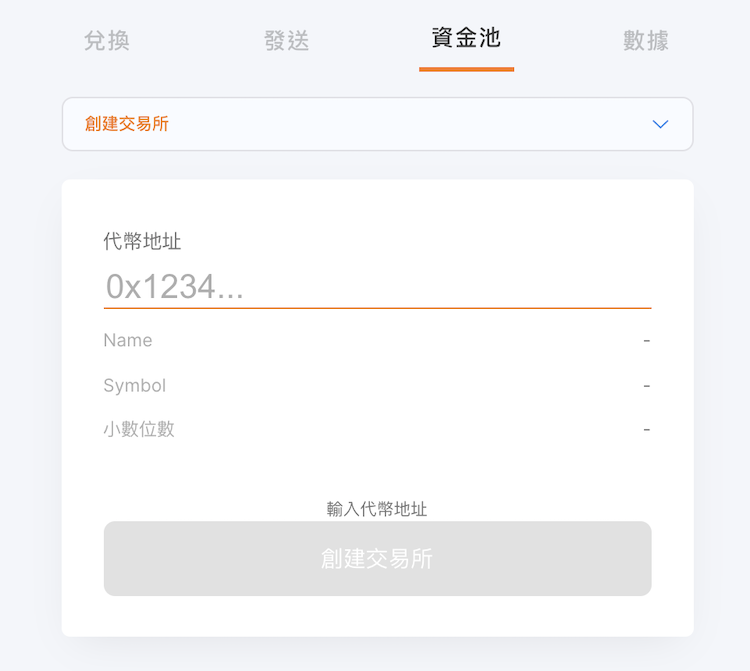 兌換 發送 資金池 數據
創建交易所
代幣地址
0x1234...
Name -
Symbol -
小數位數 -
輸入代幣地址
創建交易所